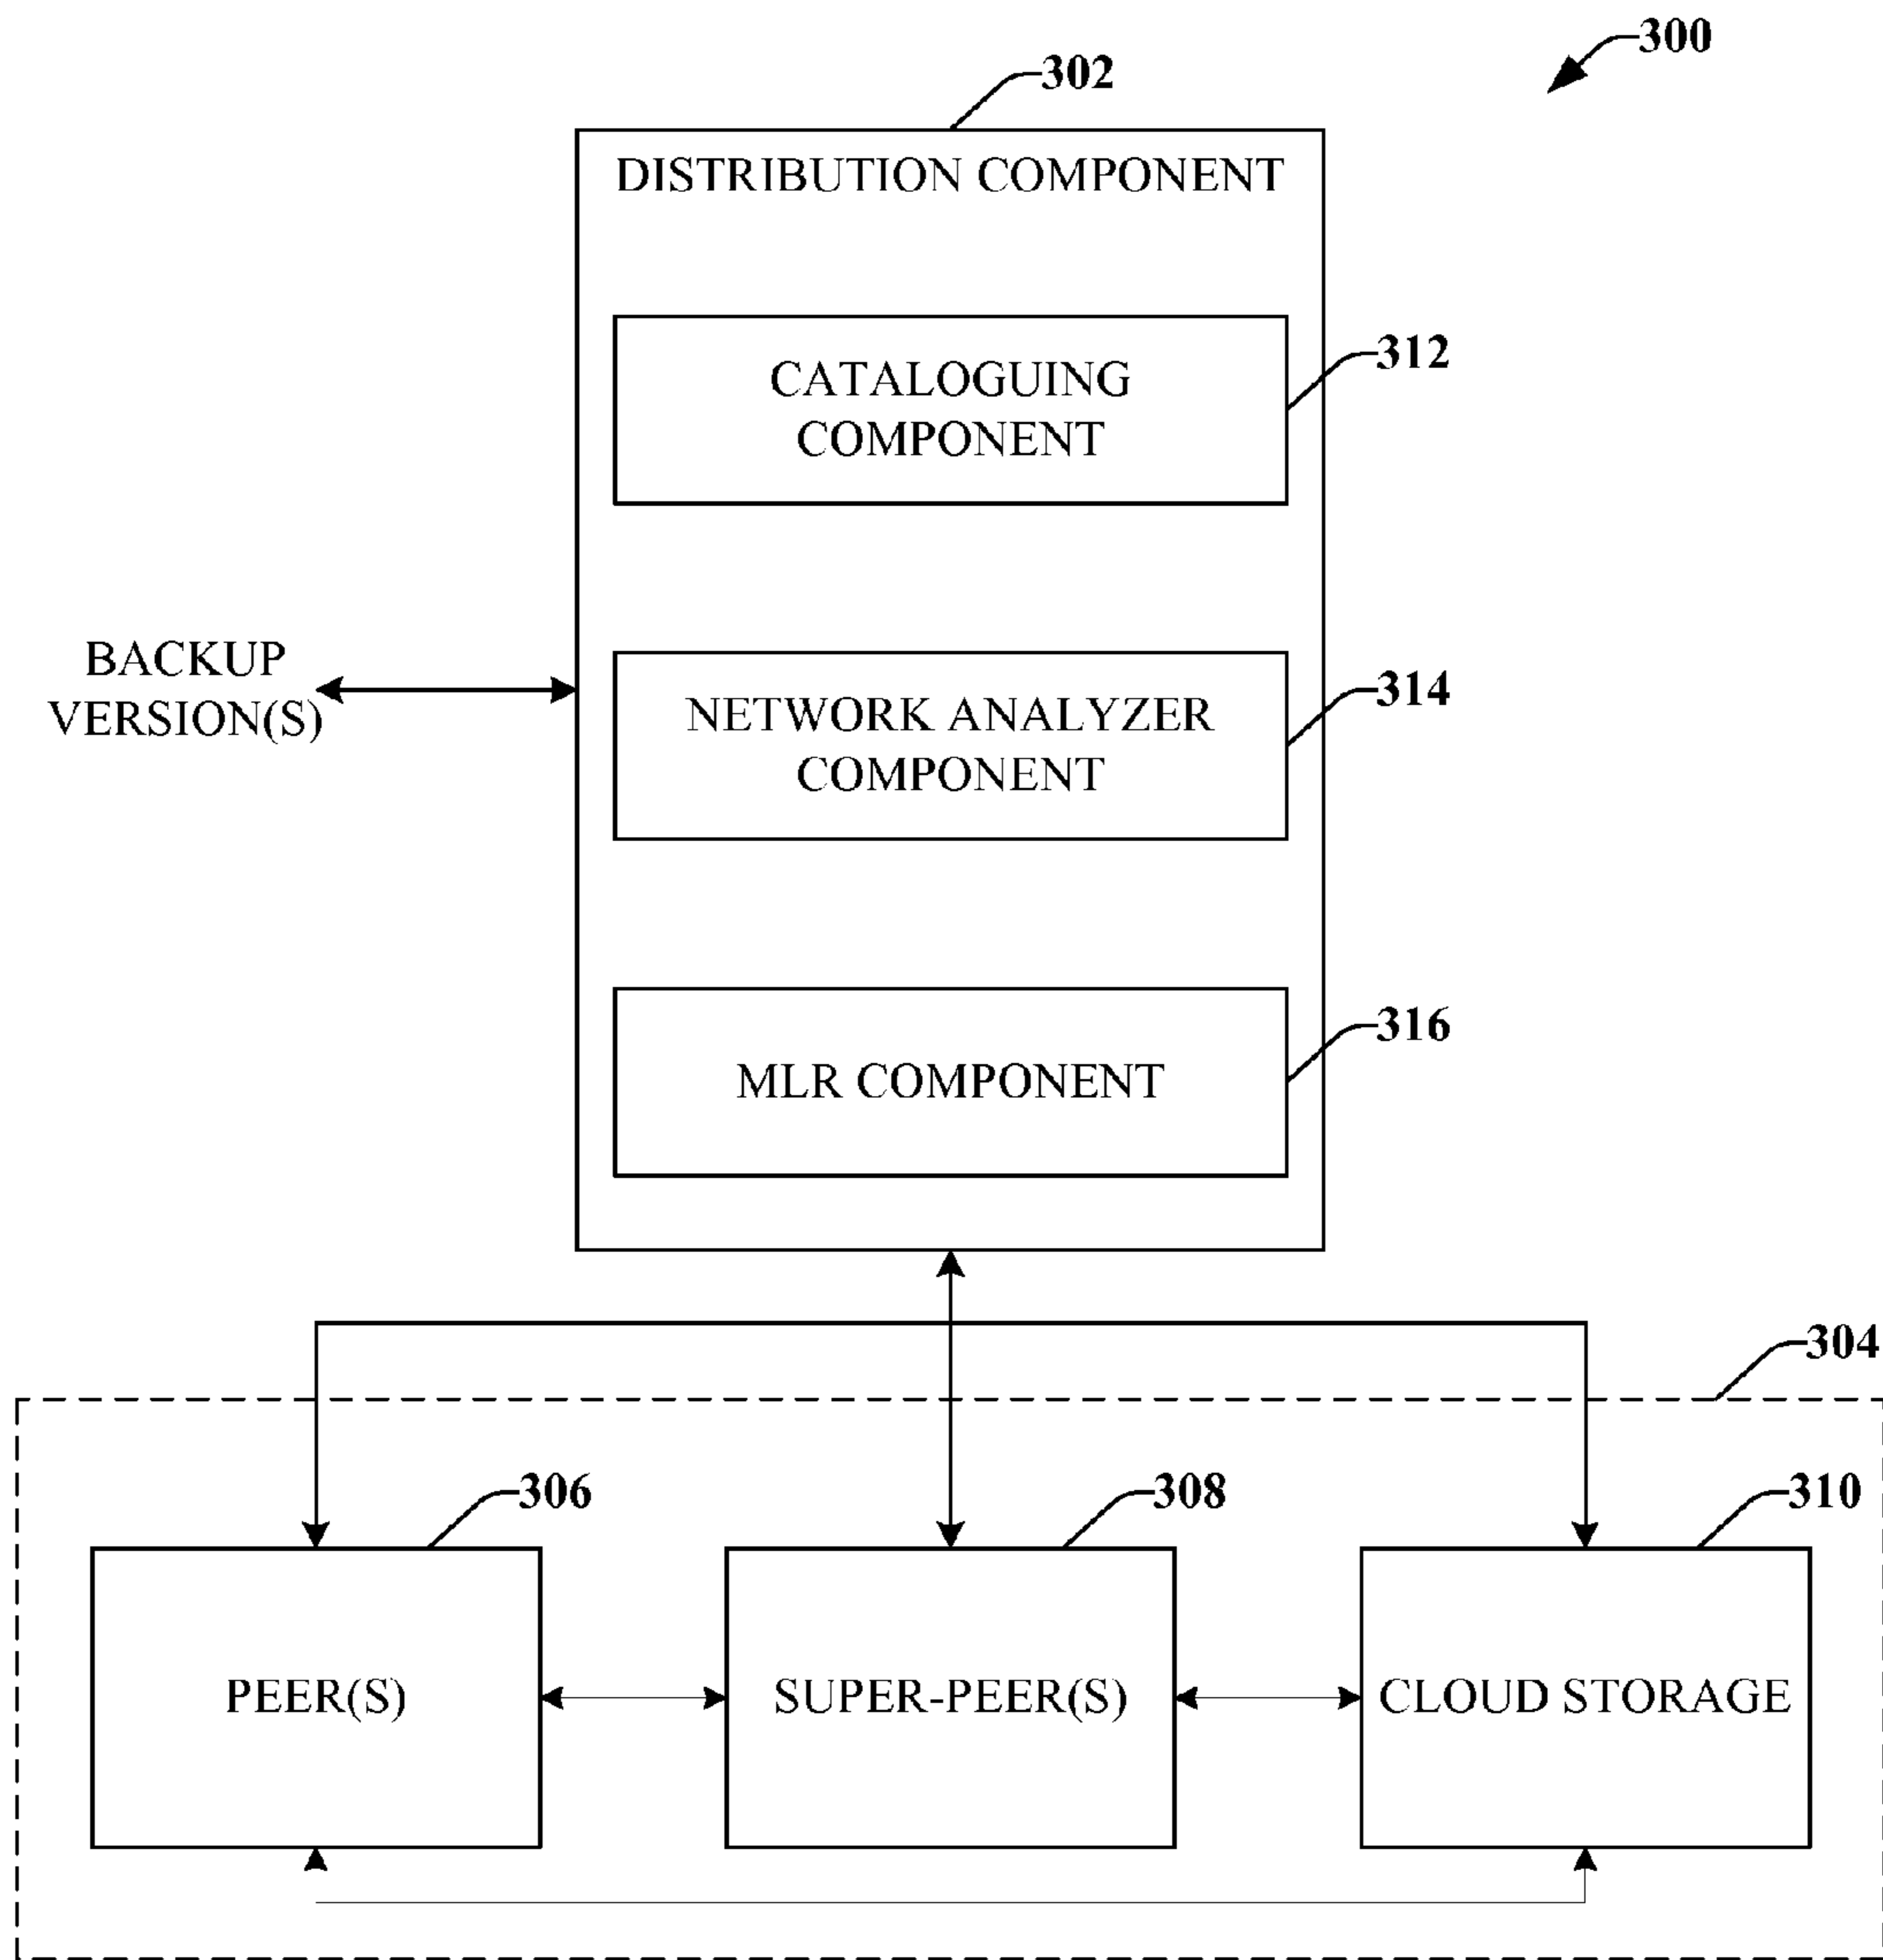 300
302
DISTRIBUTION COMPONENT
312
CATALOGUING
COMPONENT
BACKUP
VERSION(S)
314
NETWORK ANALYZER
COMPONENT
316
MLR COMPONENT
304
306
308
310
PEER(S)
SUPER-PEER(S)
CLOUD STORAGE